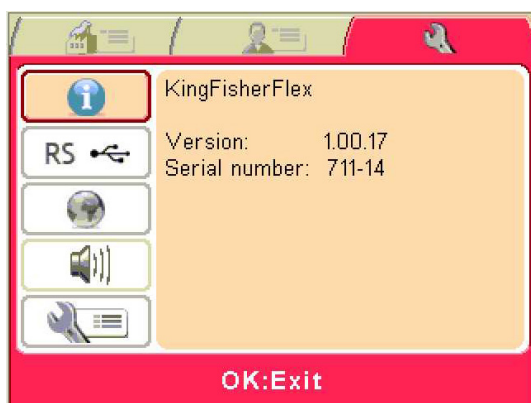 KingFisherFlex
RS
Version: 1.00.17
Serial number: 711-14
OK:Exit